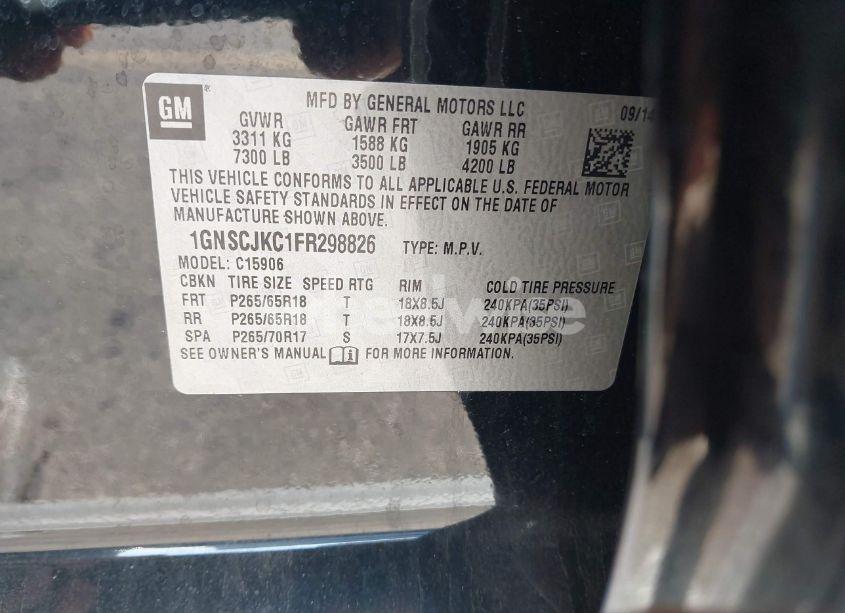 GM
MFD BY GENERAL MOTORS LLC
09/14
GVWR GAWR FRT GAWR RR
3311 KG 1588 KG 1905 KG
7300 LB 3500 LB 4200 LB
THIS VEHICLE CONFORMS TO ALL APPLICABLE U.S. FEDERAL MOTOR
VEHICLE SAFETY STANDARDS IN EFFECT ON THE DATE OF
MANUFACTURE SHOWN ABOVE.
1GNSCJKC1FR298826 TYPE: M.P.V.
MODEL: C15906
CBKN TIRE SIZE SPEED RTG RIM COLD TIRE PRESSURE
FRT P265/65R18 T 18X8.5J 240KPA(35PSI)
RR P265/65R18 T 18X8.5J 240KPA(35PSI)
SPA P265/70R17 S 17X7.5J 240KPA(35PSI)
SEE OWNER'S MANUAL FOR MORE INFORMATION.